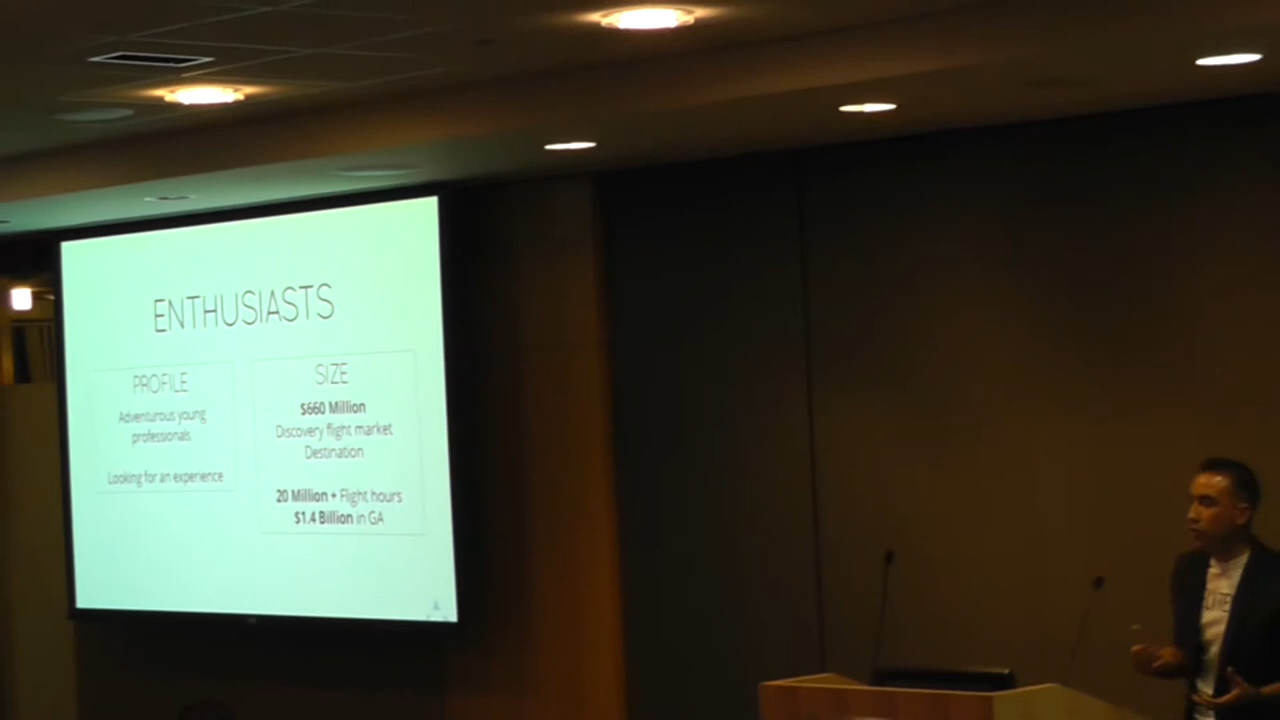 ENTHUSIASTS
PROFILE
Adventurous young
professionals
Looking for an experience
SIZE
$660 Million
Discovery flight market
Destination
20 Million + Flight hours
$1.4 Billion in GA